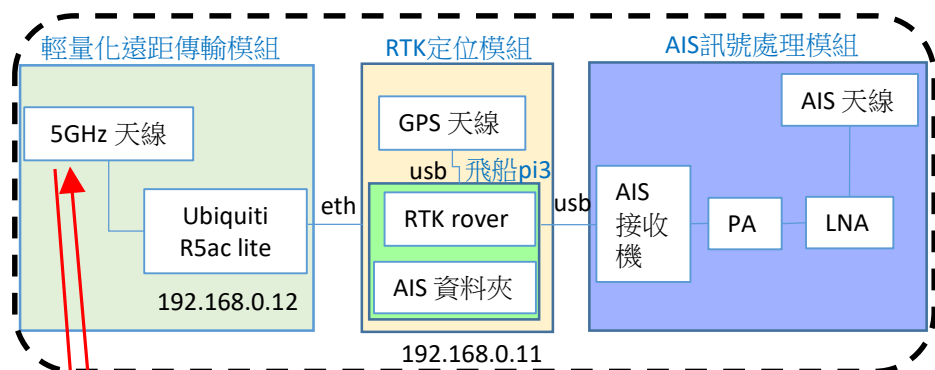 輕量化遠距傳輸模組
5GHz 天線
Ubiquiti
R5ac lite
192.168.0.12
eth
RTK定位模組
GPS 天線
usb
飛船pi3
RTK rover
AIS 資料夾
192.168.0.11
usb
AIS訊號處理模組
AIS 天線
AIS
接收
機
PA
LNA